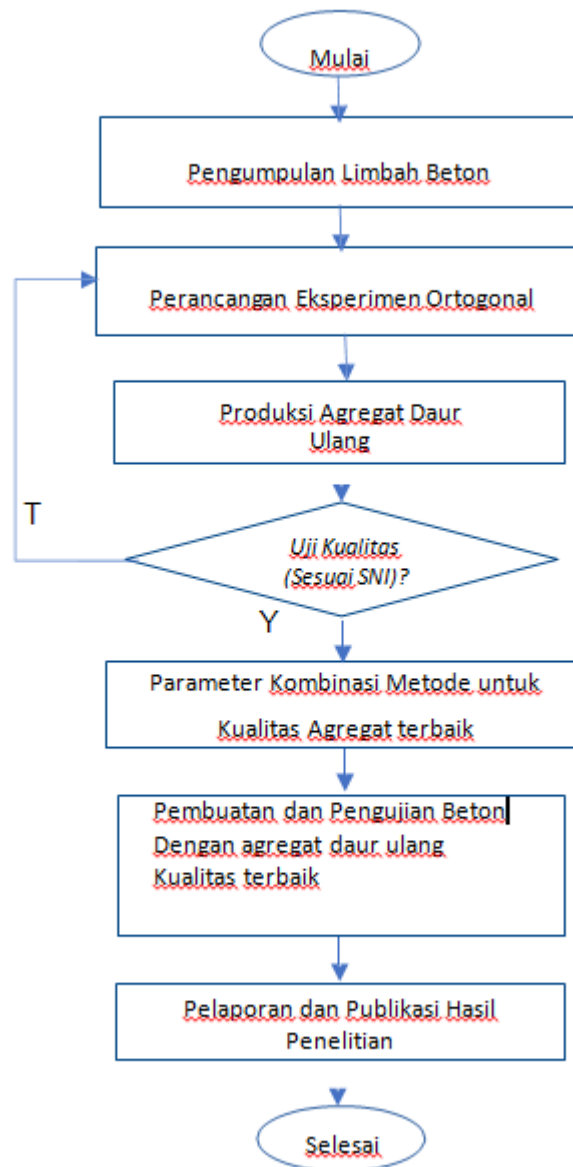 Mulai
Pengumpulan Limbah Beton
Perancangan Eksperimen Ortogonal
Produksi Agregat Daur
Ulang
T
Uji Kualitas
(Sesuai SNI)?
Y
Parameter Kombinasi Metode untuk
Kualitas Agregat terbaik
Pembuatan dan Pengujian Beton
Dengan agregat daur ulang
Kualitas terbaik
Pelaporan dan Publikasi Hasil
Penelitian
Selesai